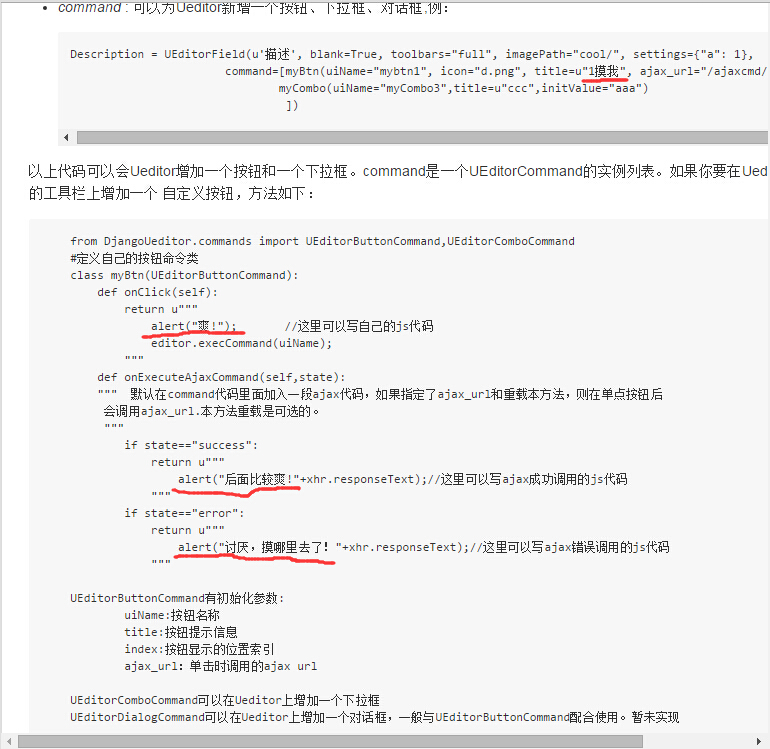 • command : 可以为Ueditor新增一个按钮、下拉框、对话框,例：
Description = UEditorField(u'描述', blank=True, toolbars="full", imagePath="cool/", settings={"a": 1},
command=[myBtn(uiName="mybtn1", icon="d.png", title=u"1摸我", ajax_url="/ajaxcmd/
myCombo(uiName="myCombo3",title=u"ccc",initValue="aaa")
])
以上代码可以会Ueditor增加一个按钮和一个下拉框。command是一个UEditorCommand的实例列表。如果你要在Ued
的工具栏上增加一个 自定义按钮，方法如下：
from DjangoUeditor.commands import UEditorButtonCommand,UEditorComboCommand
#定义自己的按钮命令类
class myBtn(UEditorButtonCommand):
def onClick(self):
return u"""
alert("爽!"); //这里可以写自己的js代码
editor.execCommand(uiName);
"""
def onExecuteAjaxCommand(self,state):
""" 默认在command代码里面加入一段ajax代码，如果指定了ajax_url和重载本方法，则在单点按钮后
会调用ajax_url.本方法重载是可选的。
"""
if state=="success":
return u"""
alert("后面比较爽!"+xhr.responseText);//这里可以写ajax成功调用的js代码
"""
if state=="error":
return u"""
alert("讨厌，摸哪里去了！"+xhr.responseText);//这里可以写ajax错误调用的js代码
"""
UEditorButtonCommand有初始化参数:
uiName:按钮名称
title:按钮提示信息
index:按钮显示的位置索引
ajax_url：单击时调用的ajax url
UEditorComboCommand可以在Ueditor上增加一个下拉框
UEditorDialogCommand可以在Ueditor上增加一个对话框，一般与UEditorButtonCommand配合使用。暂未实现